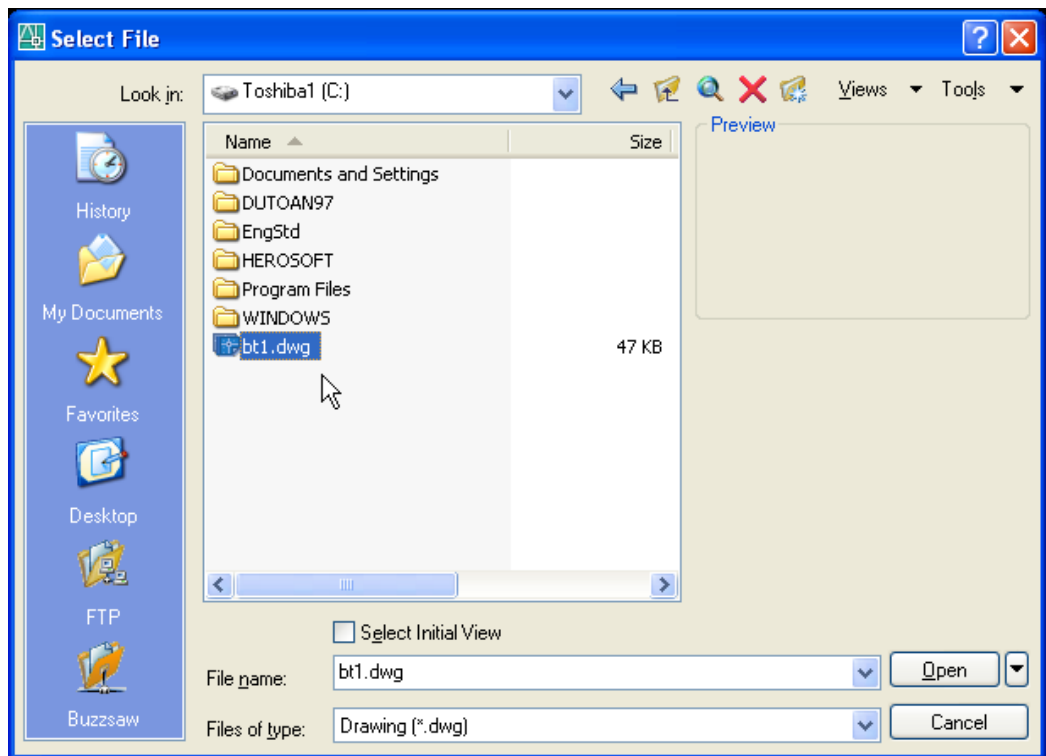 Select File
Look in: Toshiba1 (C:) Views Tools
Name Size Preview
Documents and Settings
DUTOAN97
EngStd
HEROSOFT
Program Files
WINDOWS
bt1.dwg 47 KB
History
My Documents
Favorites
Desktop
FTP
Buzzsaw
Select Initial View
File name: bt1.dwg Open
Files of type: Drawing (*.dwg) Cancel